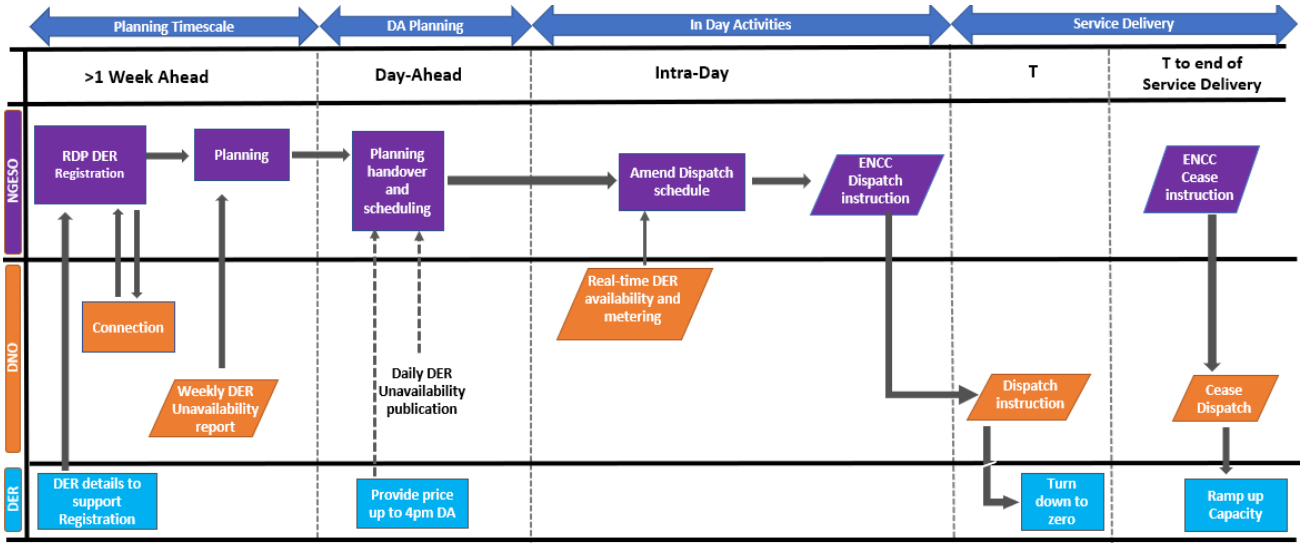 Planning Timescale
DA Planning
In Day Activities
Service Delivery
>1 Week Ahead
Day-Ahead
Intra-Day
T
T to end of
Service Delivery
NGESO
RDP DER
Registration
Planning
Planning
handover
and
scheduling
Amend Dispatch
schedule
ENCC
Dispatch
instruction
ENCC
Cease
instruction
DNO
Connection
Weekly DER
Unavailability
report
Daily DER
Unavailability
publication
Real-time DER
availability and
metering
Dispatch
instruction
Cease
Dispatch
DER
DER details to
support
Registration
Provide price
up to 4pm DA
Turn
down to
zero
Ramp up
Capacity